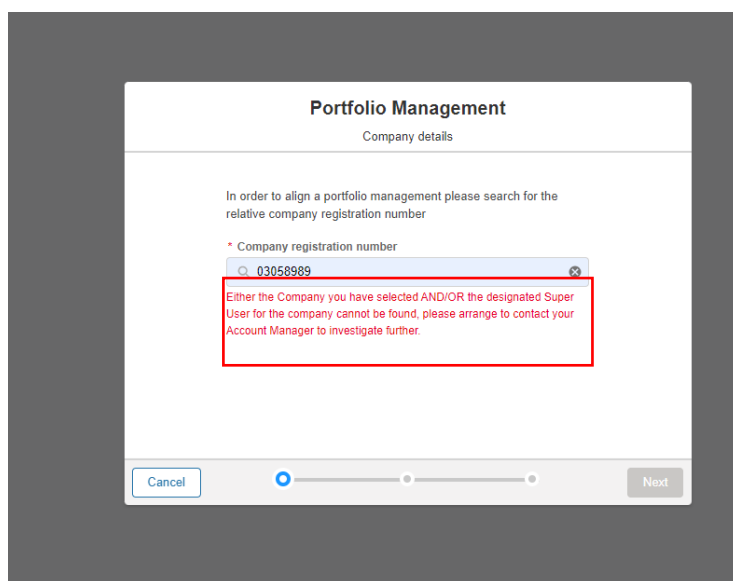 Portfolio Management
Company details
In order to align a portfolio management please search for the
relative company registration number
* Company registration number
03058989
Either the Company you have selected AND/OR the designated Super
User for the company cannot be found, please arrange to contact your
Account Manager to investigate further.
Cancel
Next